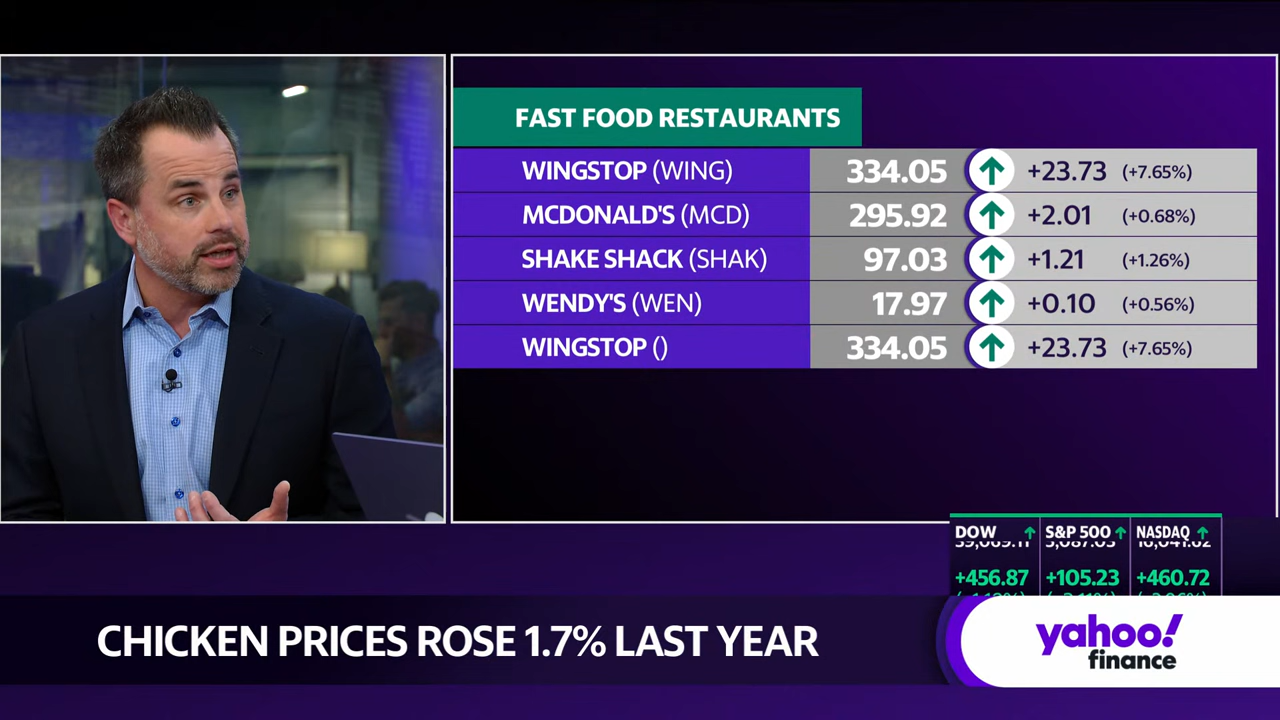 FAST FOOD RESTAURANTS
WINGSTOP (WING) 334.05 +23.73 (+7.65%)
MCDONALD'S (MCD) 295.92 +2.01 (+0.68%)
SHAKE SHACK (SHAK) 97.03 +1.21 (+1.26%)
WENDY'S (WEN) 17.97 +0.10 (+0.56%)
WINGSTOP () 334.05 +23.73 (+7.65%)
DOW S&P 500 NASDAQ
+456.87 +105.23 +460.72
CHICKEN PRICES ROSE 1.7% LAST YEAR
yahoo!
finance